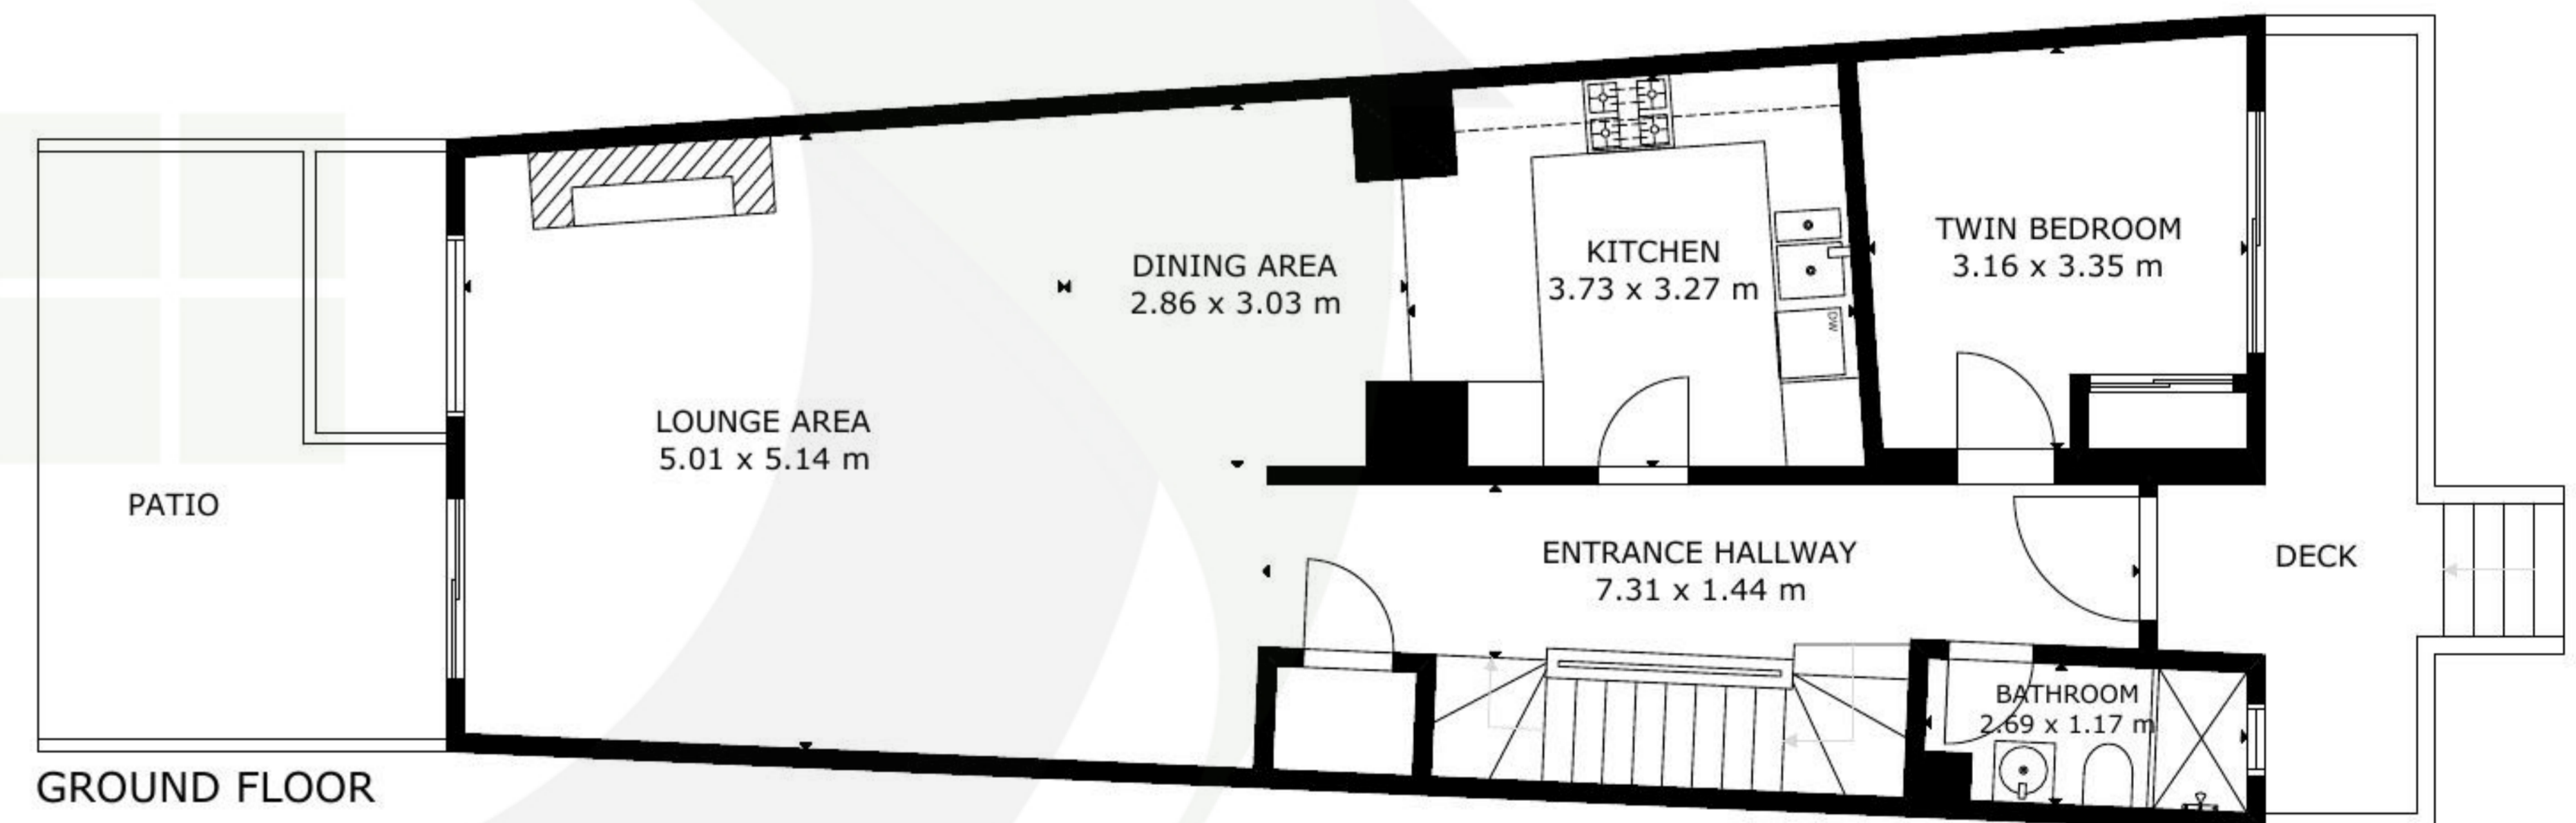 TWIN BEDROOM
3.16 x 3.35 m
KITCHEN
3.73 x 3.27 m
DINING AREA
2.86 x 3.03 m
DW
LOUNGE AREA
5.01 x 5.14 m
PATIO
ENTRANCE HALLWAY
7.31 x 1.44 m
DECK
BATHROOM
2.69 x 1.17 m
GROUND FLOOR